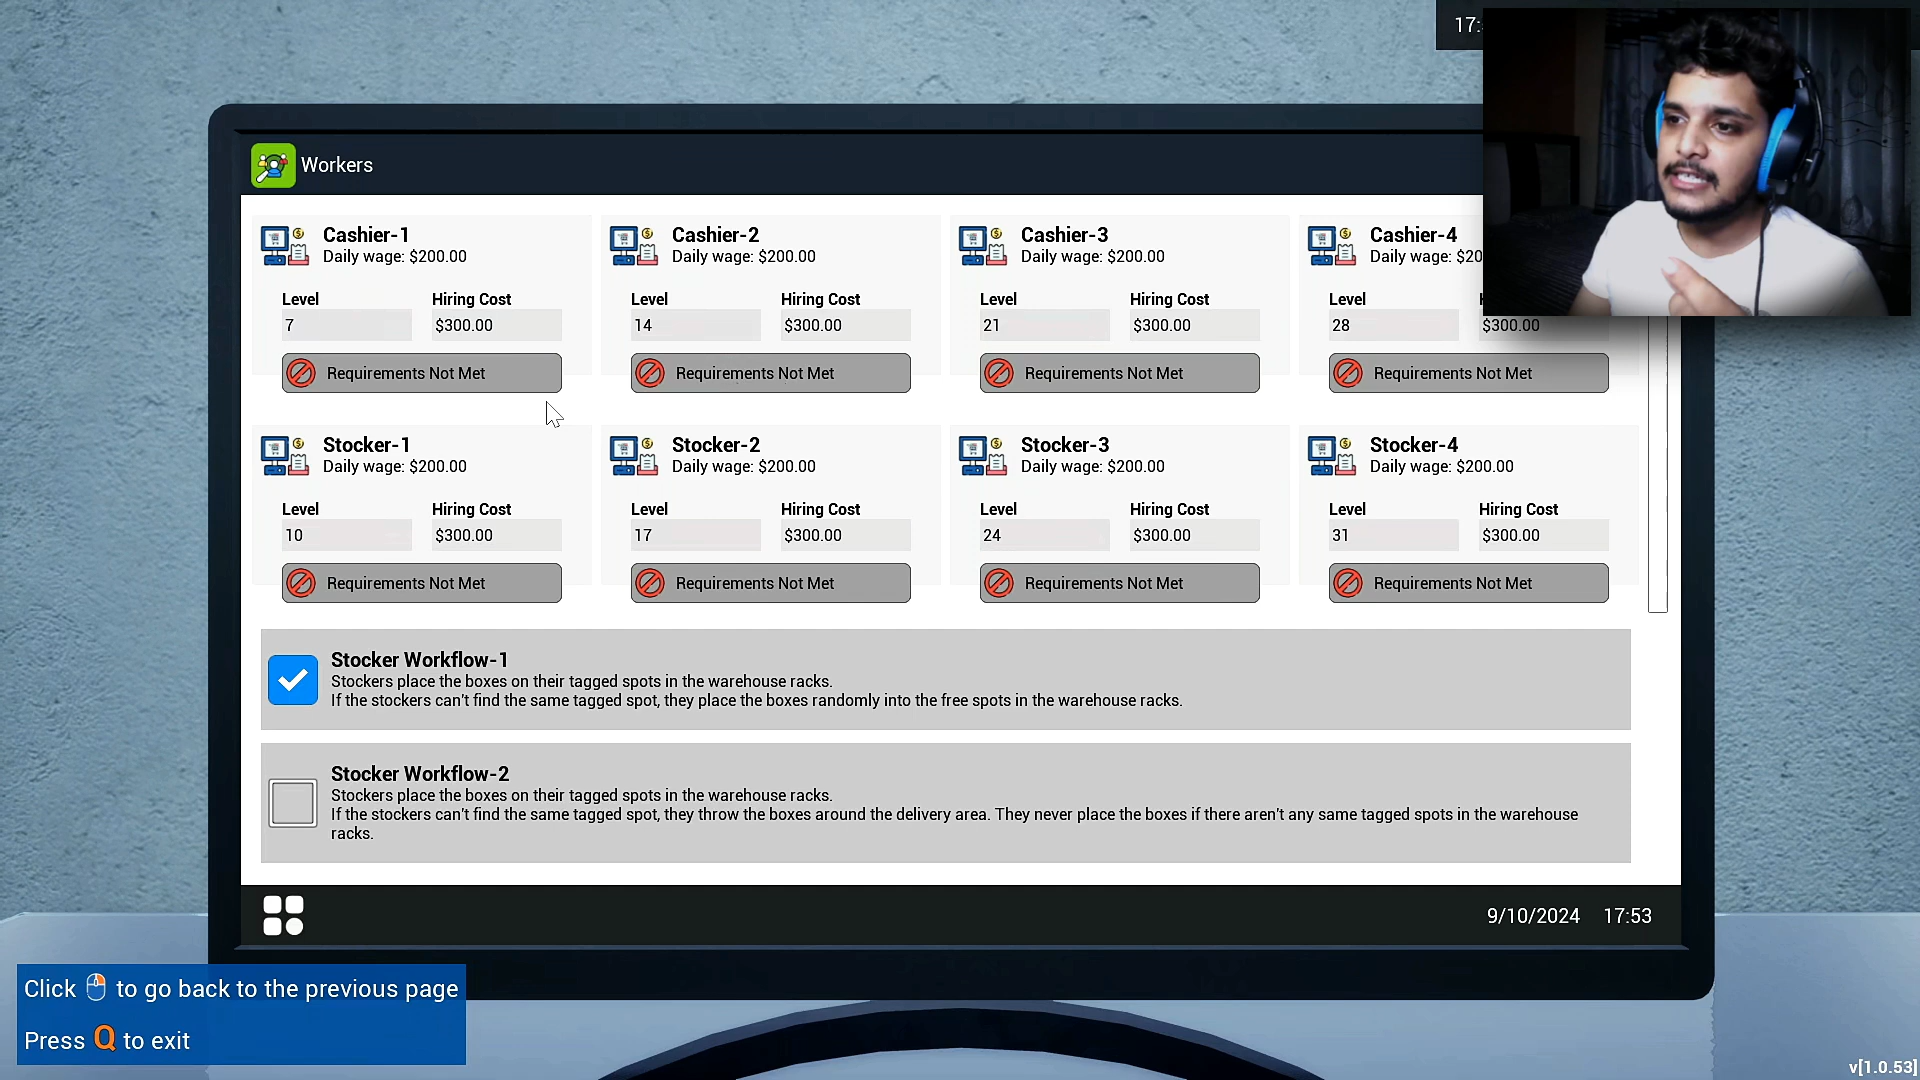 17:
Workers
Cashier-1
Daily wage: $200.00
Level
Hiring Cost
7
$300.00
Requirements Not Met
Cashier-2
Daily wage: $200.00
Level
Hiring Cost
14
$300.00
Requirements Not Met
Cashier-3
Daily wage: $200.00
Level
Hiring Cost
21
$300.00
Requirements Not Met
Cashier-4
Daily wage: $20
Level
28
$300.00
Requirements Not Met
Stocker-1
Daily wage: $200.00
Level
Hiring Cost
10
$300.00
Requirements Not Met
Stocker-2
Daily wage: $200.00
Level
Hiring Cost
17
$300.00
Requirements Not Met
Stocker-3
Daily wage: $200.00
Level
Hiring Cost
24
$300.00
Requirements Not Met
Stocker-4
Daily wage: $200.00
Level
Hiring Cost
31
$300.00
Requirements Not Met
Stocker Workflow-1
Stockers place the boxes on their tagged spots in the warehouse racks.
If the stockers can't find the same tagged spot, they place the boxes randomly into the free spots in the warehouse racks.
Stocker Workflow-2
Stockers place the boxes on their tagged spots in the warehouse racks.
If the stockers can't find the same tagged spot, they throw the boxes around the delivery area. They never place the boxes if there aren't any same tagged spots in the warehouse
racks.
9/10/2024 17:53
Click to go back to the previous page
Press Q to exit
v[1.0.53]